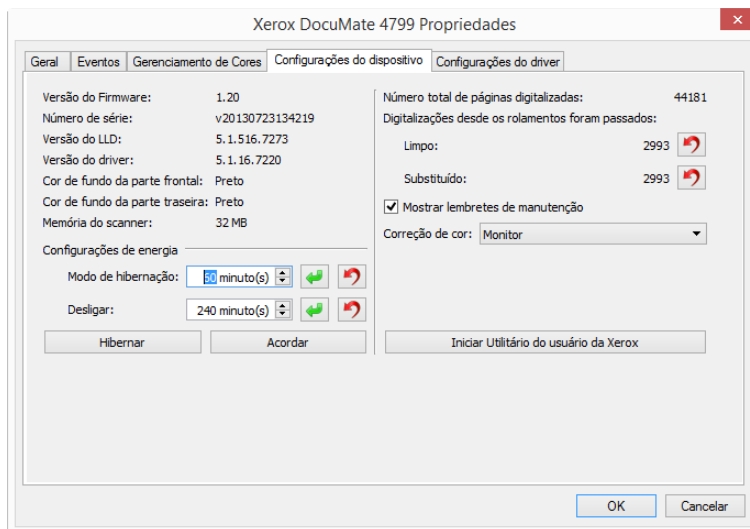 Xerox DocuMate 4799 Propriedades
Geral Eventos Gerenciamento de Cores Configurações do dispositivo Configurações do driver
Versão do Firmware: 1.20
Número de série: v20130723134219
Versão do LLD: 5.1.516.7273
Versão do driver: 5.1.16.7220
Cor de fundo da parte frontal: Preto
Cor de fundo da parte traseira: Preto
Memória do scanner: 32 MB
Configurações de energia
Modo de hibernação: 50 minuto(s)
Desligar: 240 minuto(s)
Hibernar Acordar
Número total de páginas digitalizadas: 44181
Digitalizações desde os rolamentos foram passados:
Limpo: 2993
Substituído: 2993
Mostrar lembretes de manutenção
Correção de cor: Monitor
Iniciar Utilitário do usuário da Xerox
OK Cancelar